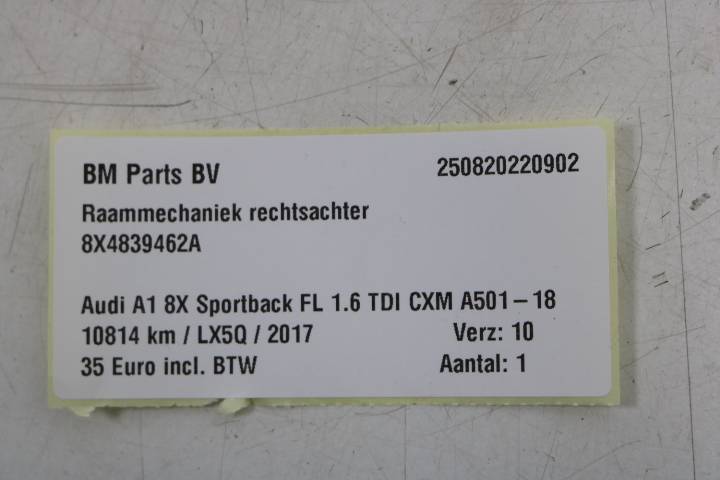 BM Parts BV 250820220902
Raammechaniek rechtsachter
8X4839462A
Audi A1 8X Sportback FL 1.6 TDI CXM A501-18
10814 km / LX5Q / 2017 Verz: 10
35 Euro incl. BTW Aantal: 1